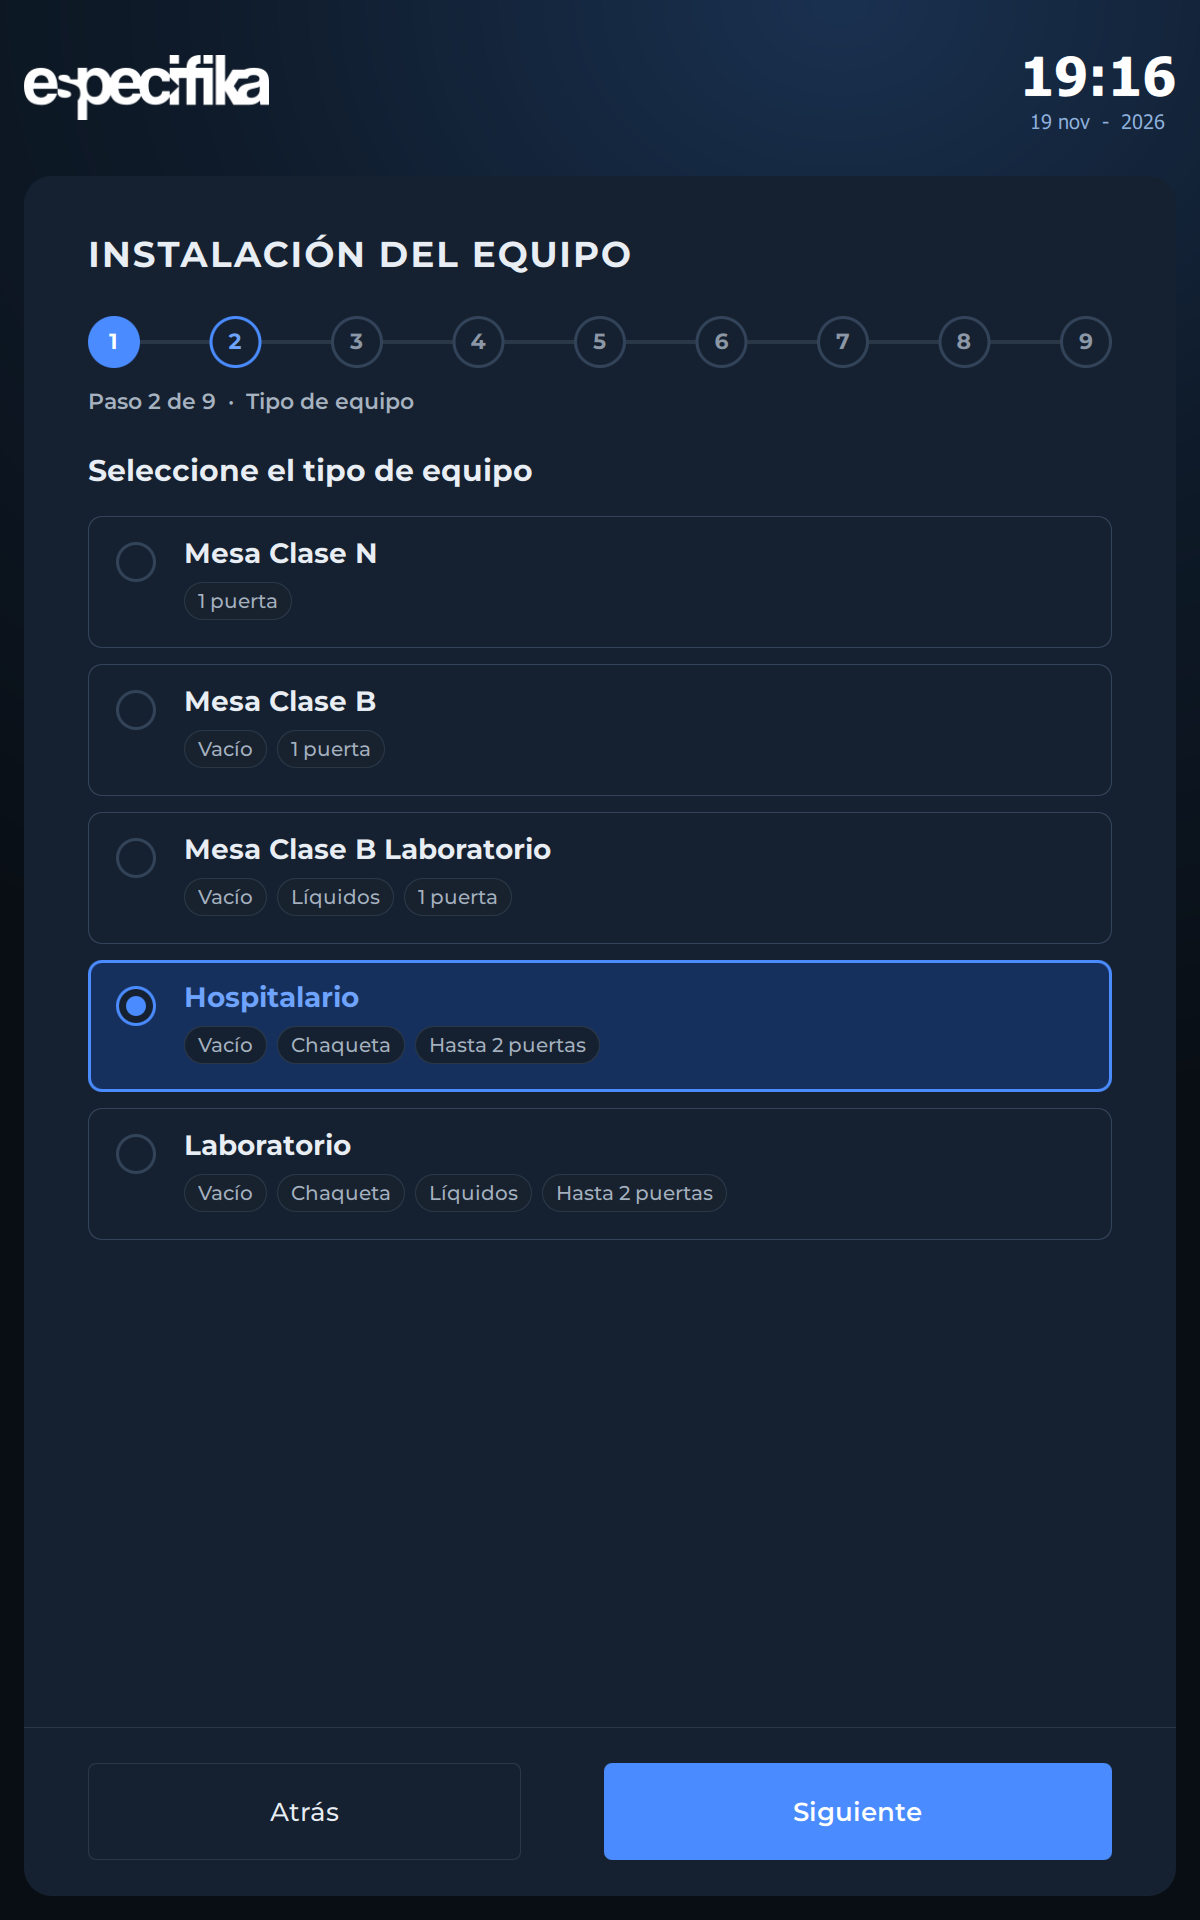 especifika
19:16
19 nov - 2026
INSTALACIÓN DEL EQUIPO
1 2 3 4 5 6 7 8 9
Paso 2 de 9 · Tipo de equipo
Seleccione el tipo de equipo
Mesa Clase N
1 puerta
Mesa Clase B
Vacío 1 puerta
Mesa Clase B Laboratorio
Vacío Líquidos 1 puerta
Hospitalario
Vacío Chaqueta Hasta 2 puertas
Laboratorio
Vacío Chaqueta Líquidos Hasta 2 puertas
Atrás Siguiente